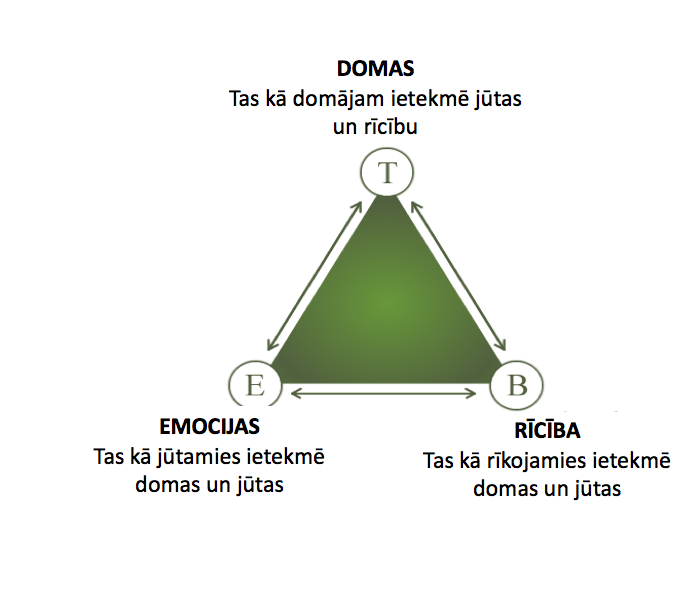 DOMAS
Tas kā domājam ietekmē jūtas
un rīcību
T
E
B
EMOCIJAS
Tas kā jūtamies ietekmē
domas un jūtas
RĪCĪBA
Tas kā rīkojamies ietekmē
domas un jūtas